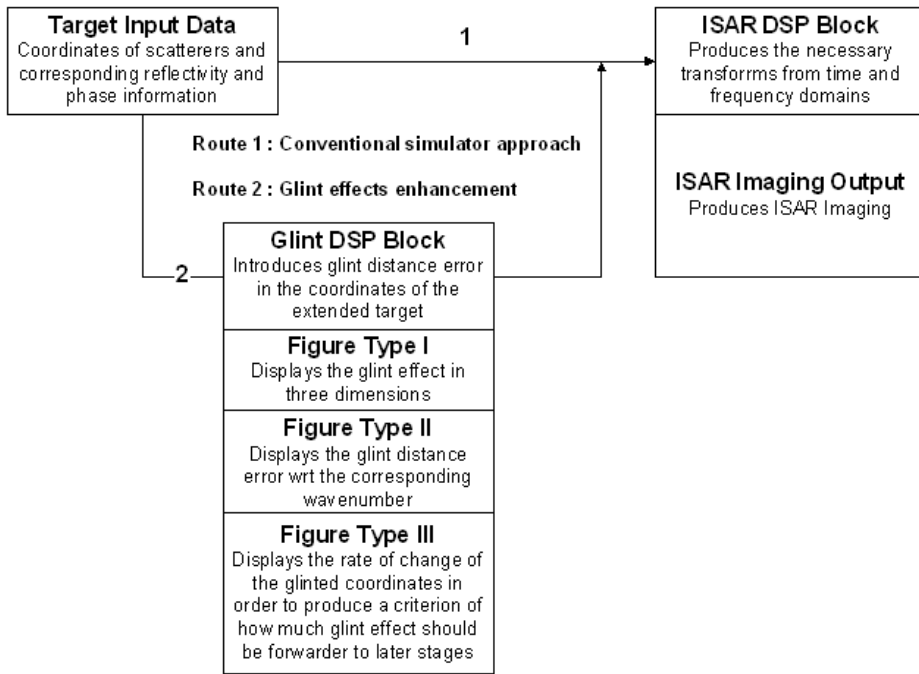 Target Input Data
Coordinates of scatterers and
corresponding reflectivity and
phase information
1
ISAR DSP Block
Produces the necessary
transforrms from time and
frequency domains
Route 1 : Conventional simulator approach
Route 2 : Glint effects enhancement
ISAR Imaging Output
Produces ISAR Imaging
2
Glint DSP Block
Introduces glint distance error
in the coordinates of the
extended target
Figure Type I
Displays the glint effect in
three dimensions
Figure Type II
Displays the glint distance
error wrt the corresponding
wavenumber
Figure Type III
Displays the rate of change of
the glinted coordinates in
order to produce a criterion of
how much glint effect should
be forwarder to later stages